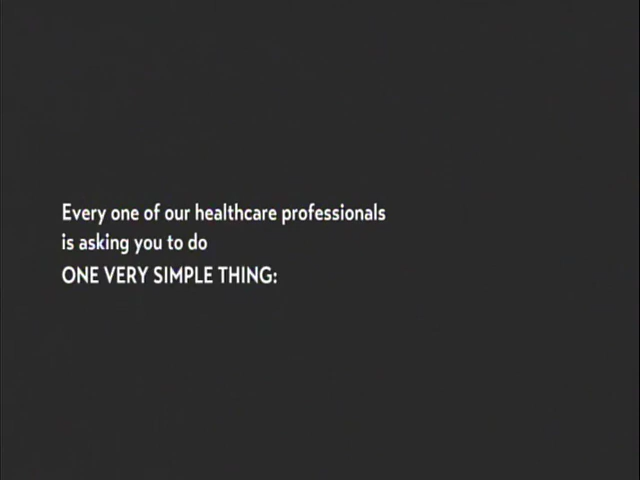 Every one of our healthcare professionals
is asking you to do
ONE VERY SIMPLE THING: